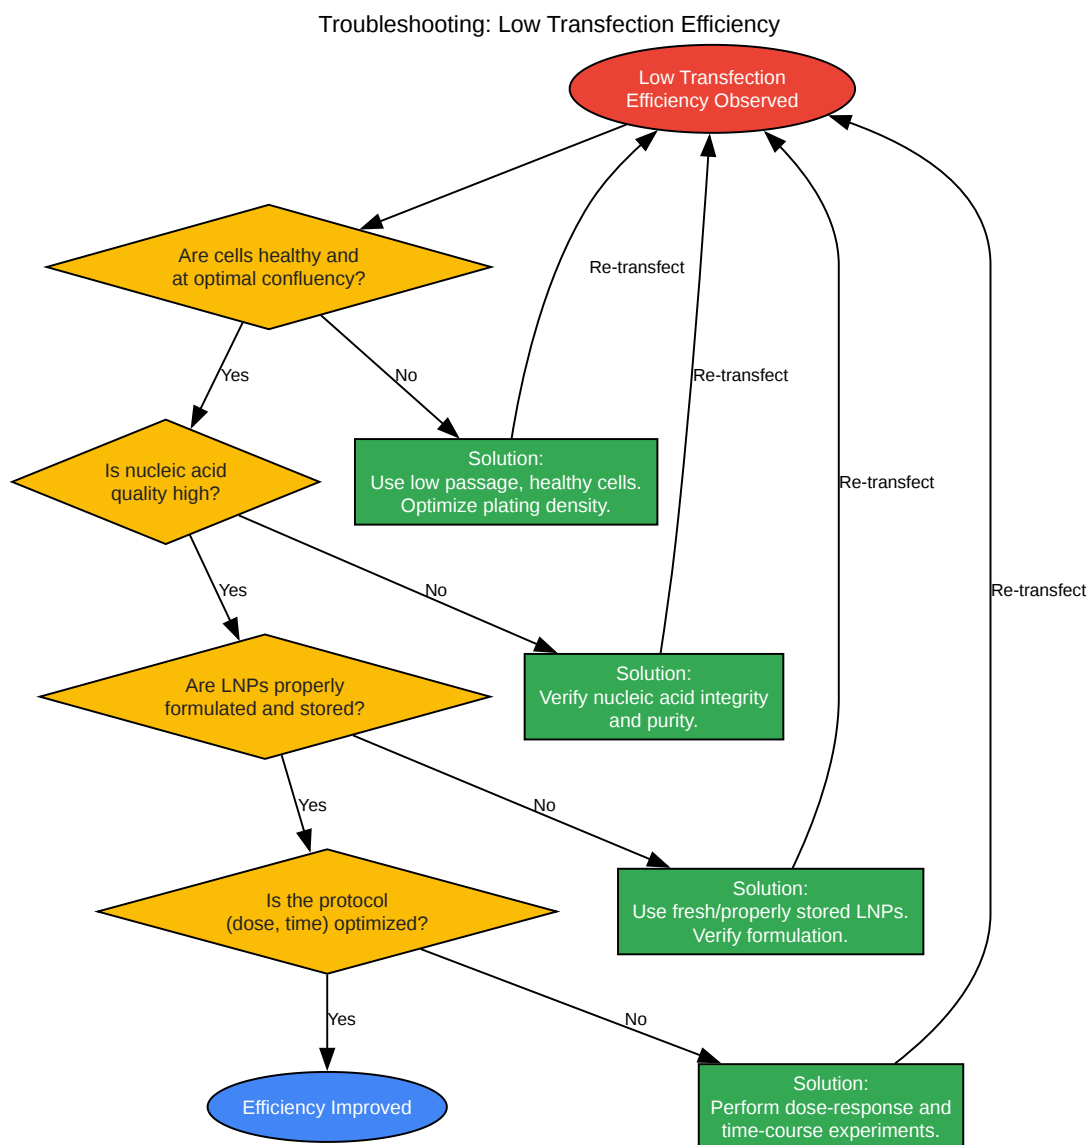 Troubleshooting: Low Transfection Efficiency
Low Transfection
Efficiency Observed
Are cells healthy and
at optimal confluency?
Re-transfect
Yes
No
Re-transfect
Is nucleic acid
quality high?
Solution:
Use low passage, healthy cells.
Optimize plating density.
Re-transfect
Yes
No
Re-transfect
Are LNPs properly
formulated and stored?
Solution:
Verify nucleic acid integrity
and purity.
Yes
No
Is the protocol
(dose, time) optimized?
Solution:
Use fresh/properly stored LNPs.
Verify formulation.
Yes
No
Efficiency Improved
Solution:
Perform dose-response and
time-course experiments.